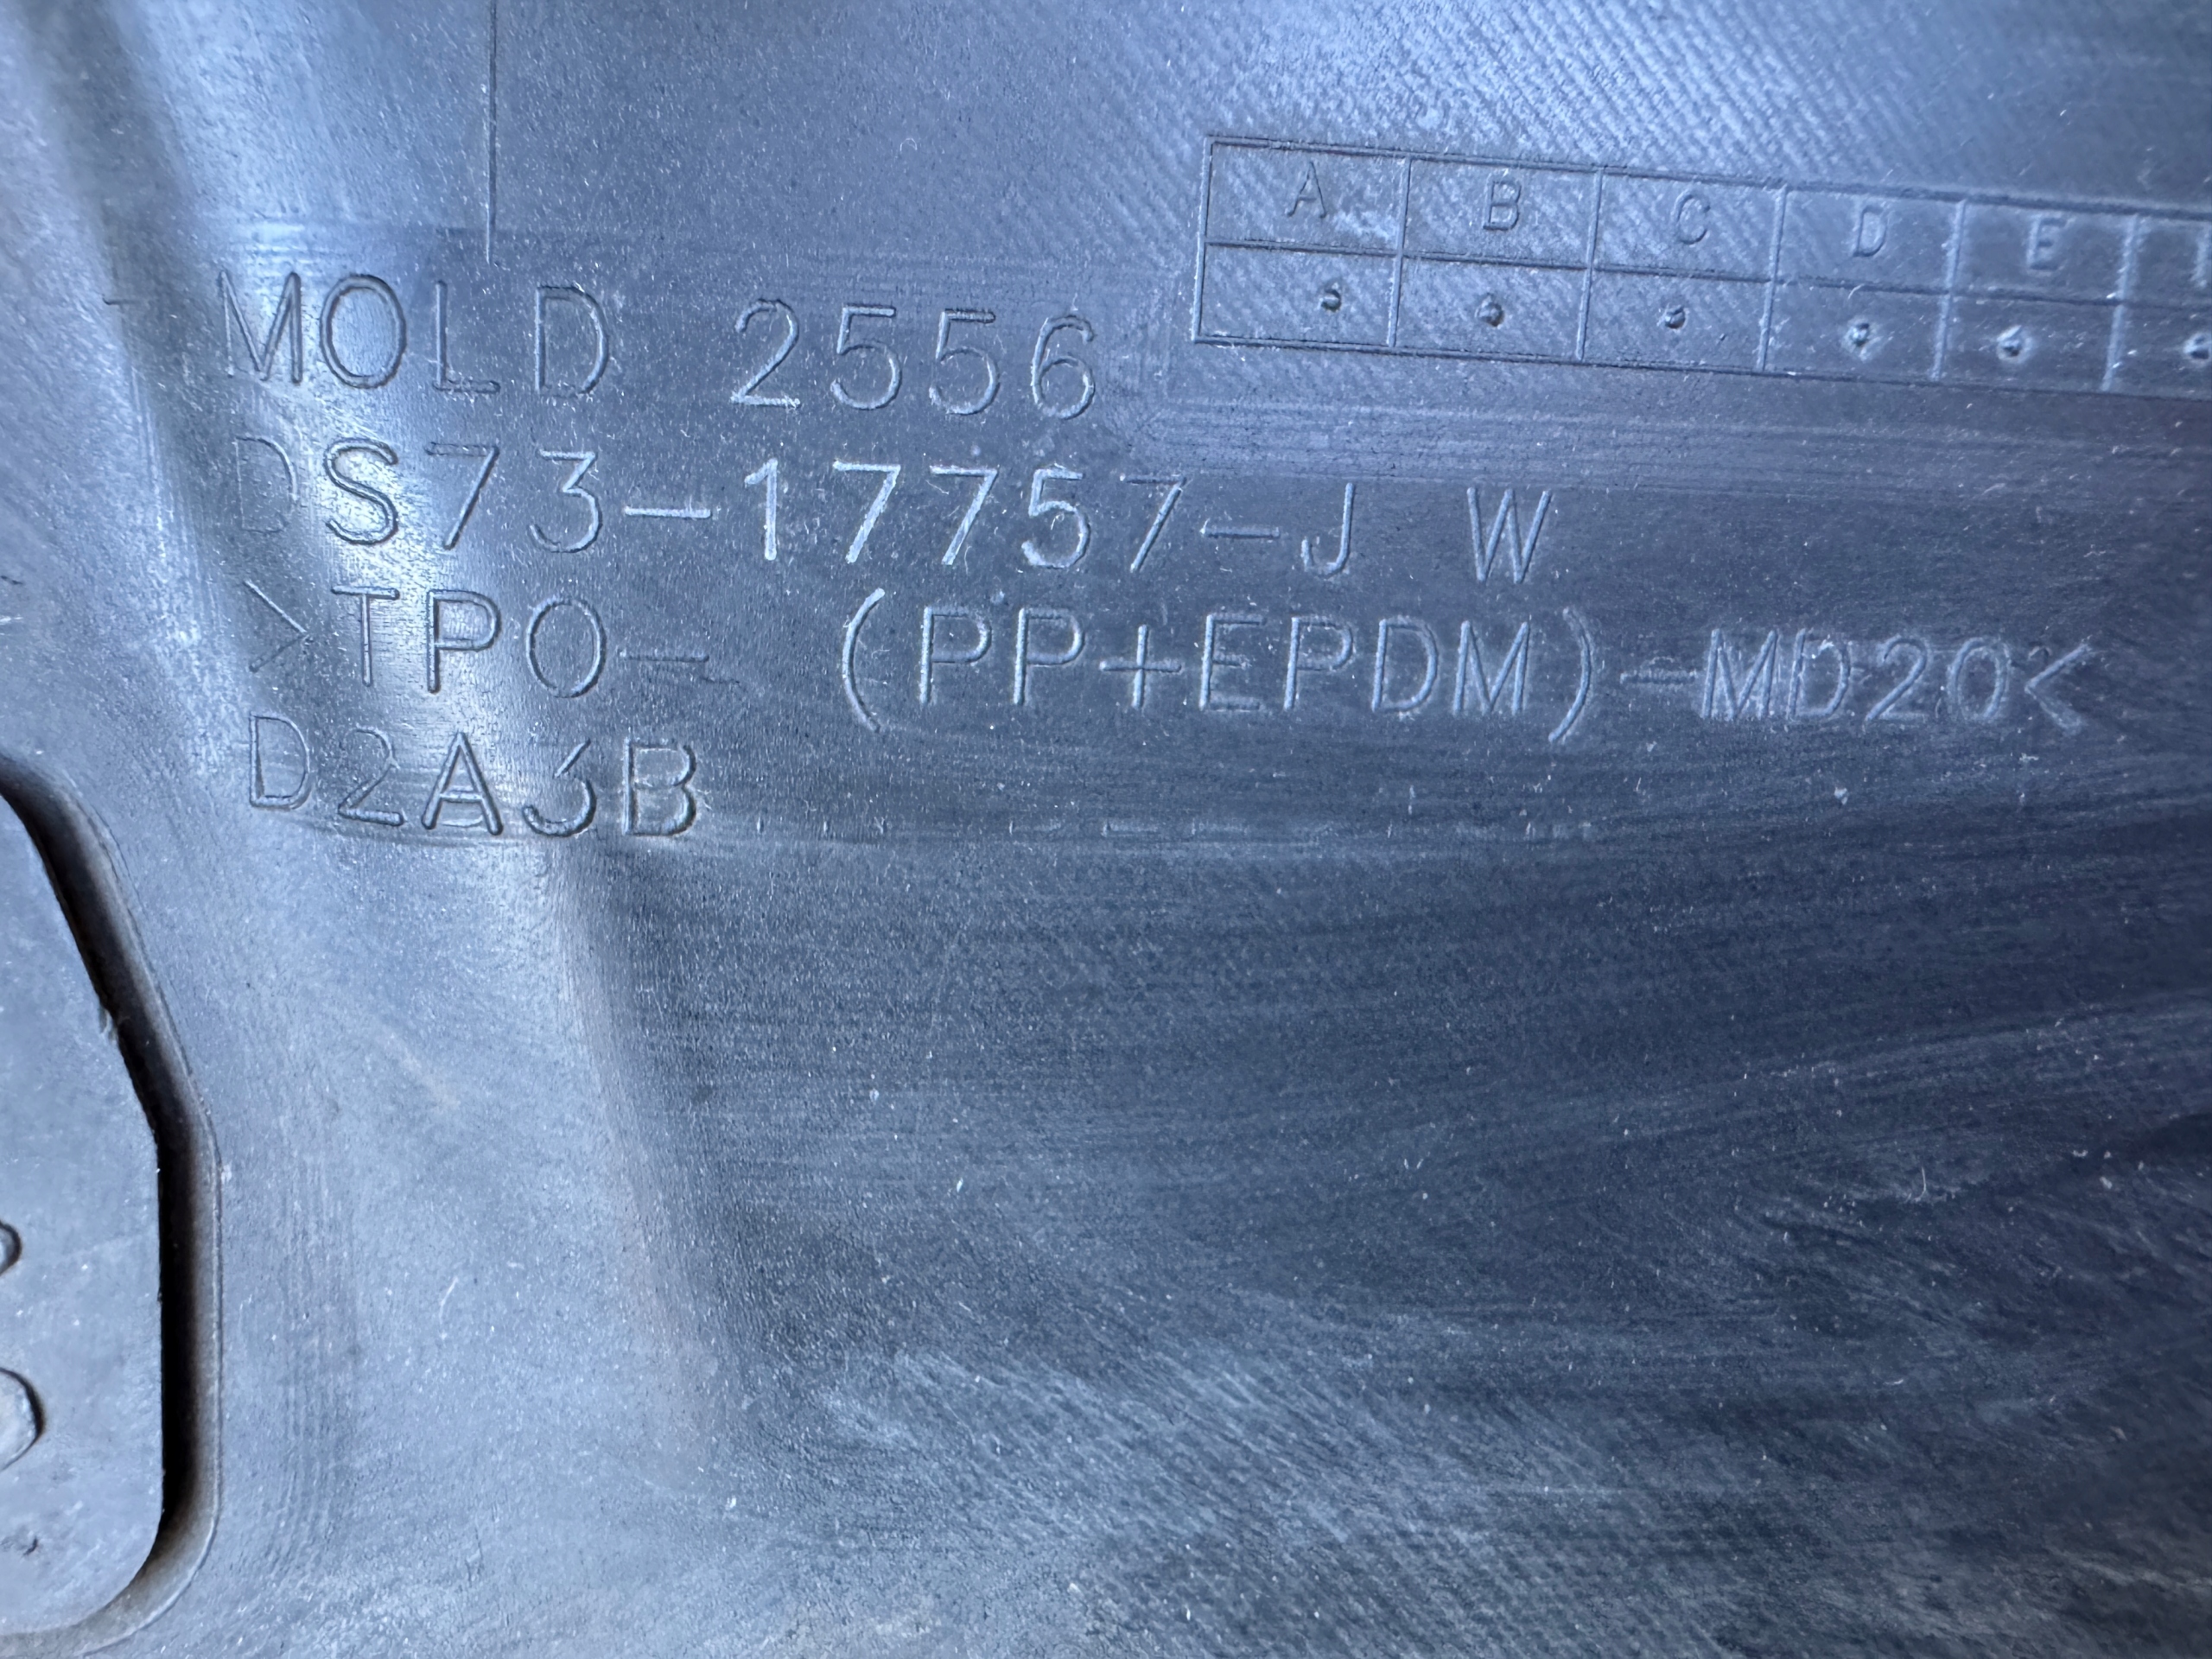 A B C D E
MOLD 2556
DS73-17757-J W
>TPO- (PP+EPDM)-MD20<
D2A3B